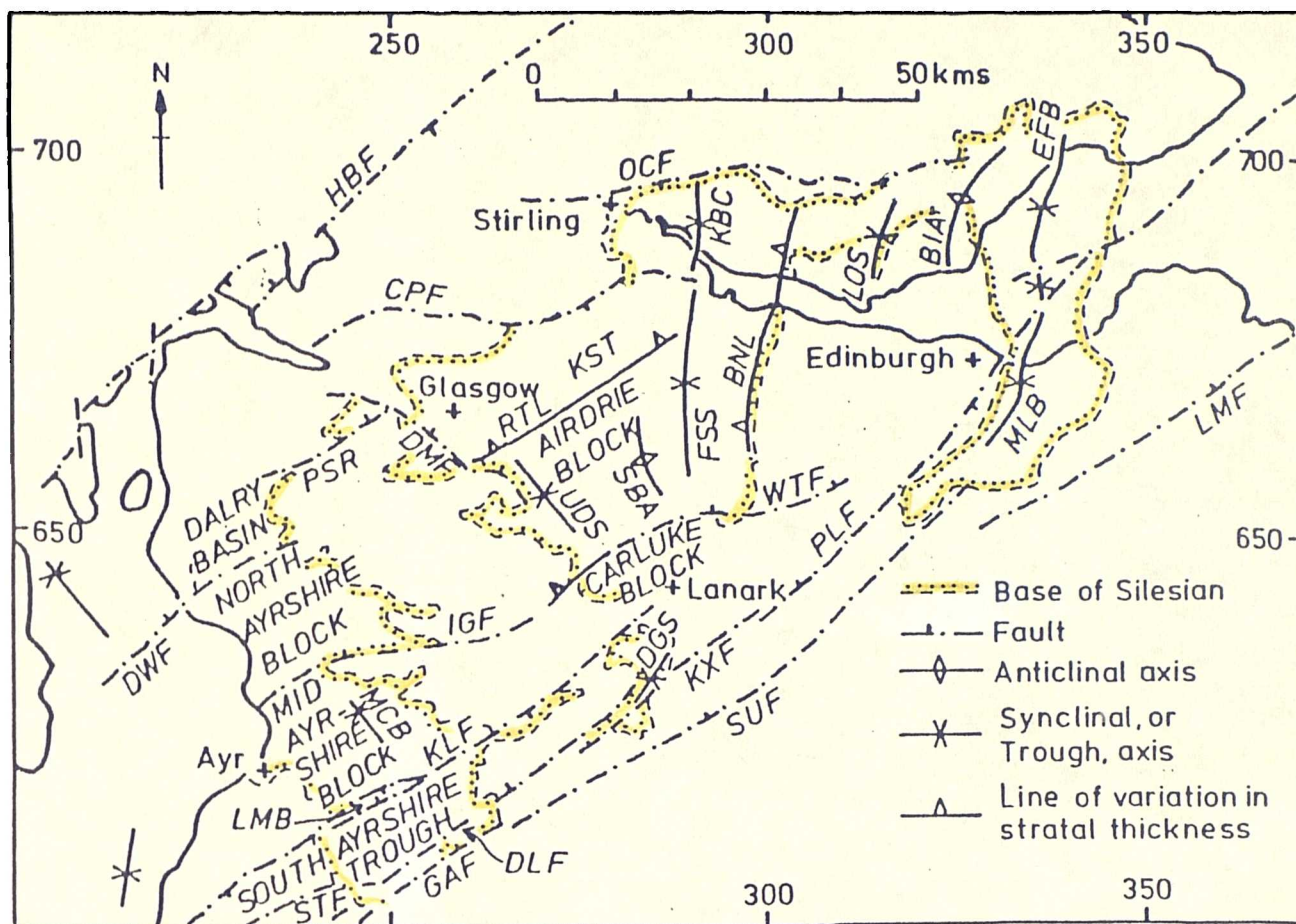 250
300
350
N
0
50kms
700
700
HBF
OCF
EFB
Stirling
KBC
BIA
LOS
CPF
KST
BNL
Edinburgh
Glasgow
RTL
AIRDRIE
BLOCK
FSS
MLB
LMF
DMF
PSR
SBA
UDS
DALRY
BASIN
WTF
650
650
CARLUKE
BLOCK
PLF
NORTH
AYRSHIRE
BLOCK
Lanark
IGF
DWF
DGS
KXF
SUF
MID
AYR-
SHIRE
BLOCK
MCB
Ayr
KLF
LMB
SOUTH AYRSHIRE
TROUGH
STF
GAF
DLF
Base of Silesian
Fault
Anticlinal axis
Synclinal, or
Trough, axis
Line of variation in
stratal thickness
300
350